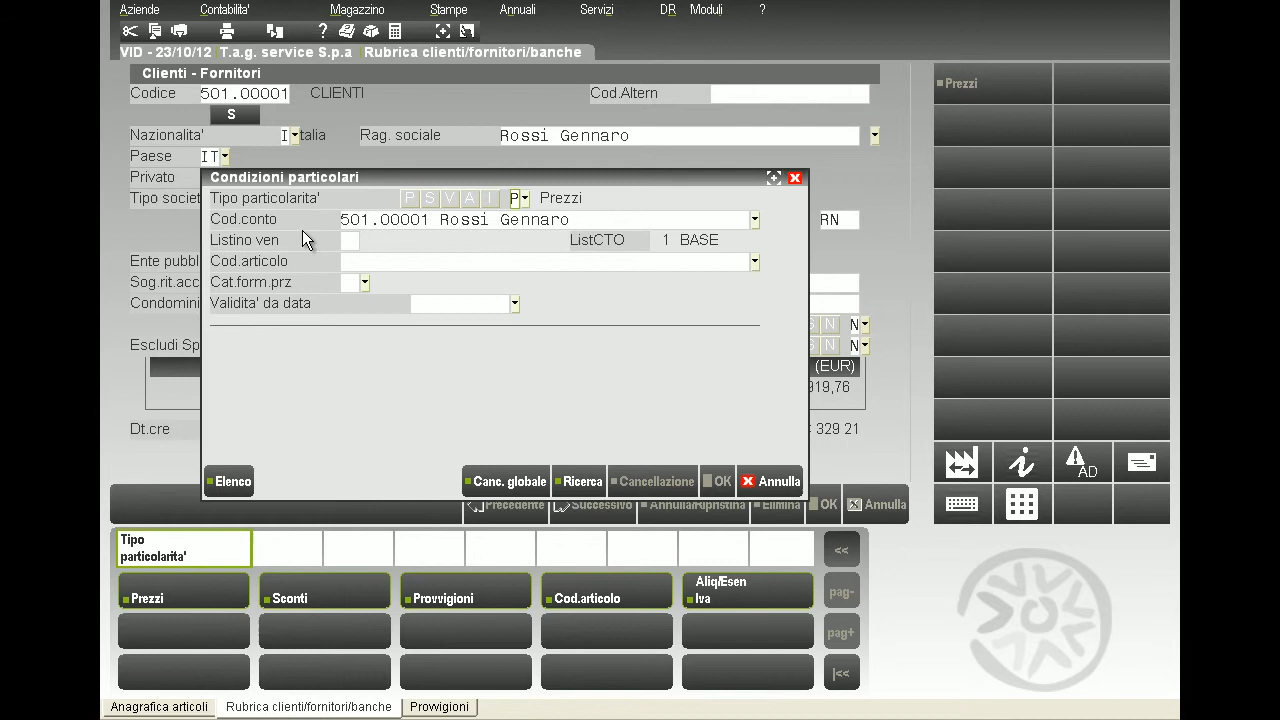 Aziende Contabilita' Magazzino Stampe Annuali Servizi DR Moduli ?
VID - 23/10/12 T.a.g. service S.p.a Rubrica clienti/fornitori/banche
Clienti - Fornitori
Codice 501.00001 CLIENTI Cod.Altern
S
Nazionalita' I talia Rag. sociale Rossi Gennaro
Paese IT
Privato
Tipo societ
RN
Ente pubbl
Sog.rit.acc
Condomini
N N
Escludi Sp N
(EUR)
919,76
Dt.cre 329 21
Condizioni particolari
Tipo particolarita' P S V A I P Prezzi
Cod.conto 501.00001 Rossi Gennaro
Listino ven ListCTO 1 BASE
Cod.articolo
Cat.form.prz
Validita' da data
Elenco Canc. globale Ricerca Cancellazione OK Annulla
Precedente Successivo Annulla/Ripristina Elimina OK Annulla
Prezzi
AD
Tipo particolarita' <<
Prezzi Sconti Provvigioni Cod.articolo Aliq/Esen Iva pag-
pag+
|<<
Anagrafica articoli Rubrica clienti/fornitori/banche Provvigioni